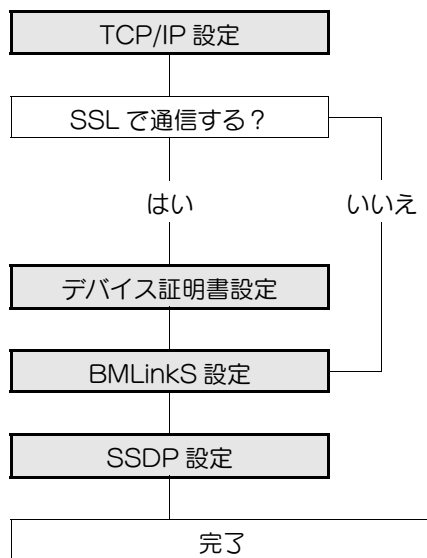 TCP/IP 設定
SSL で通信する？
はい
いいえ
デバイス証明書設定
BMLinkS 設定
SSDP 設定
完了